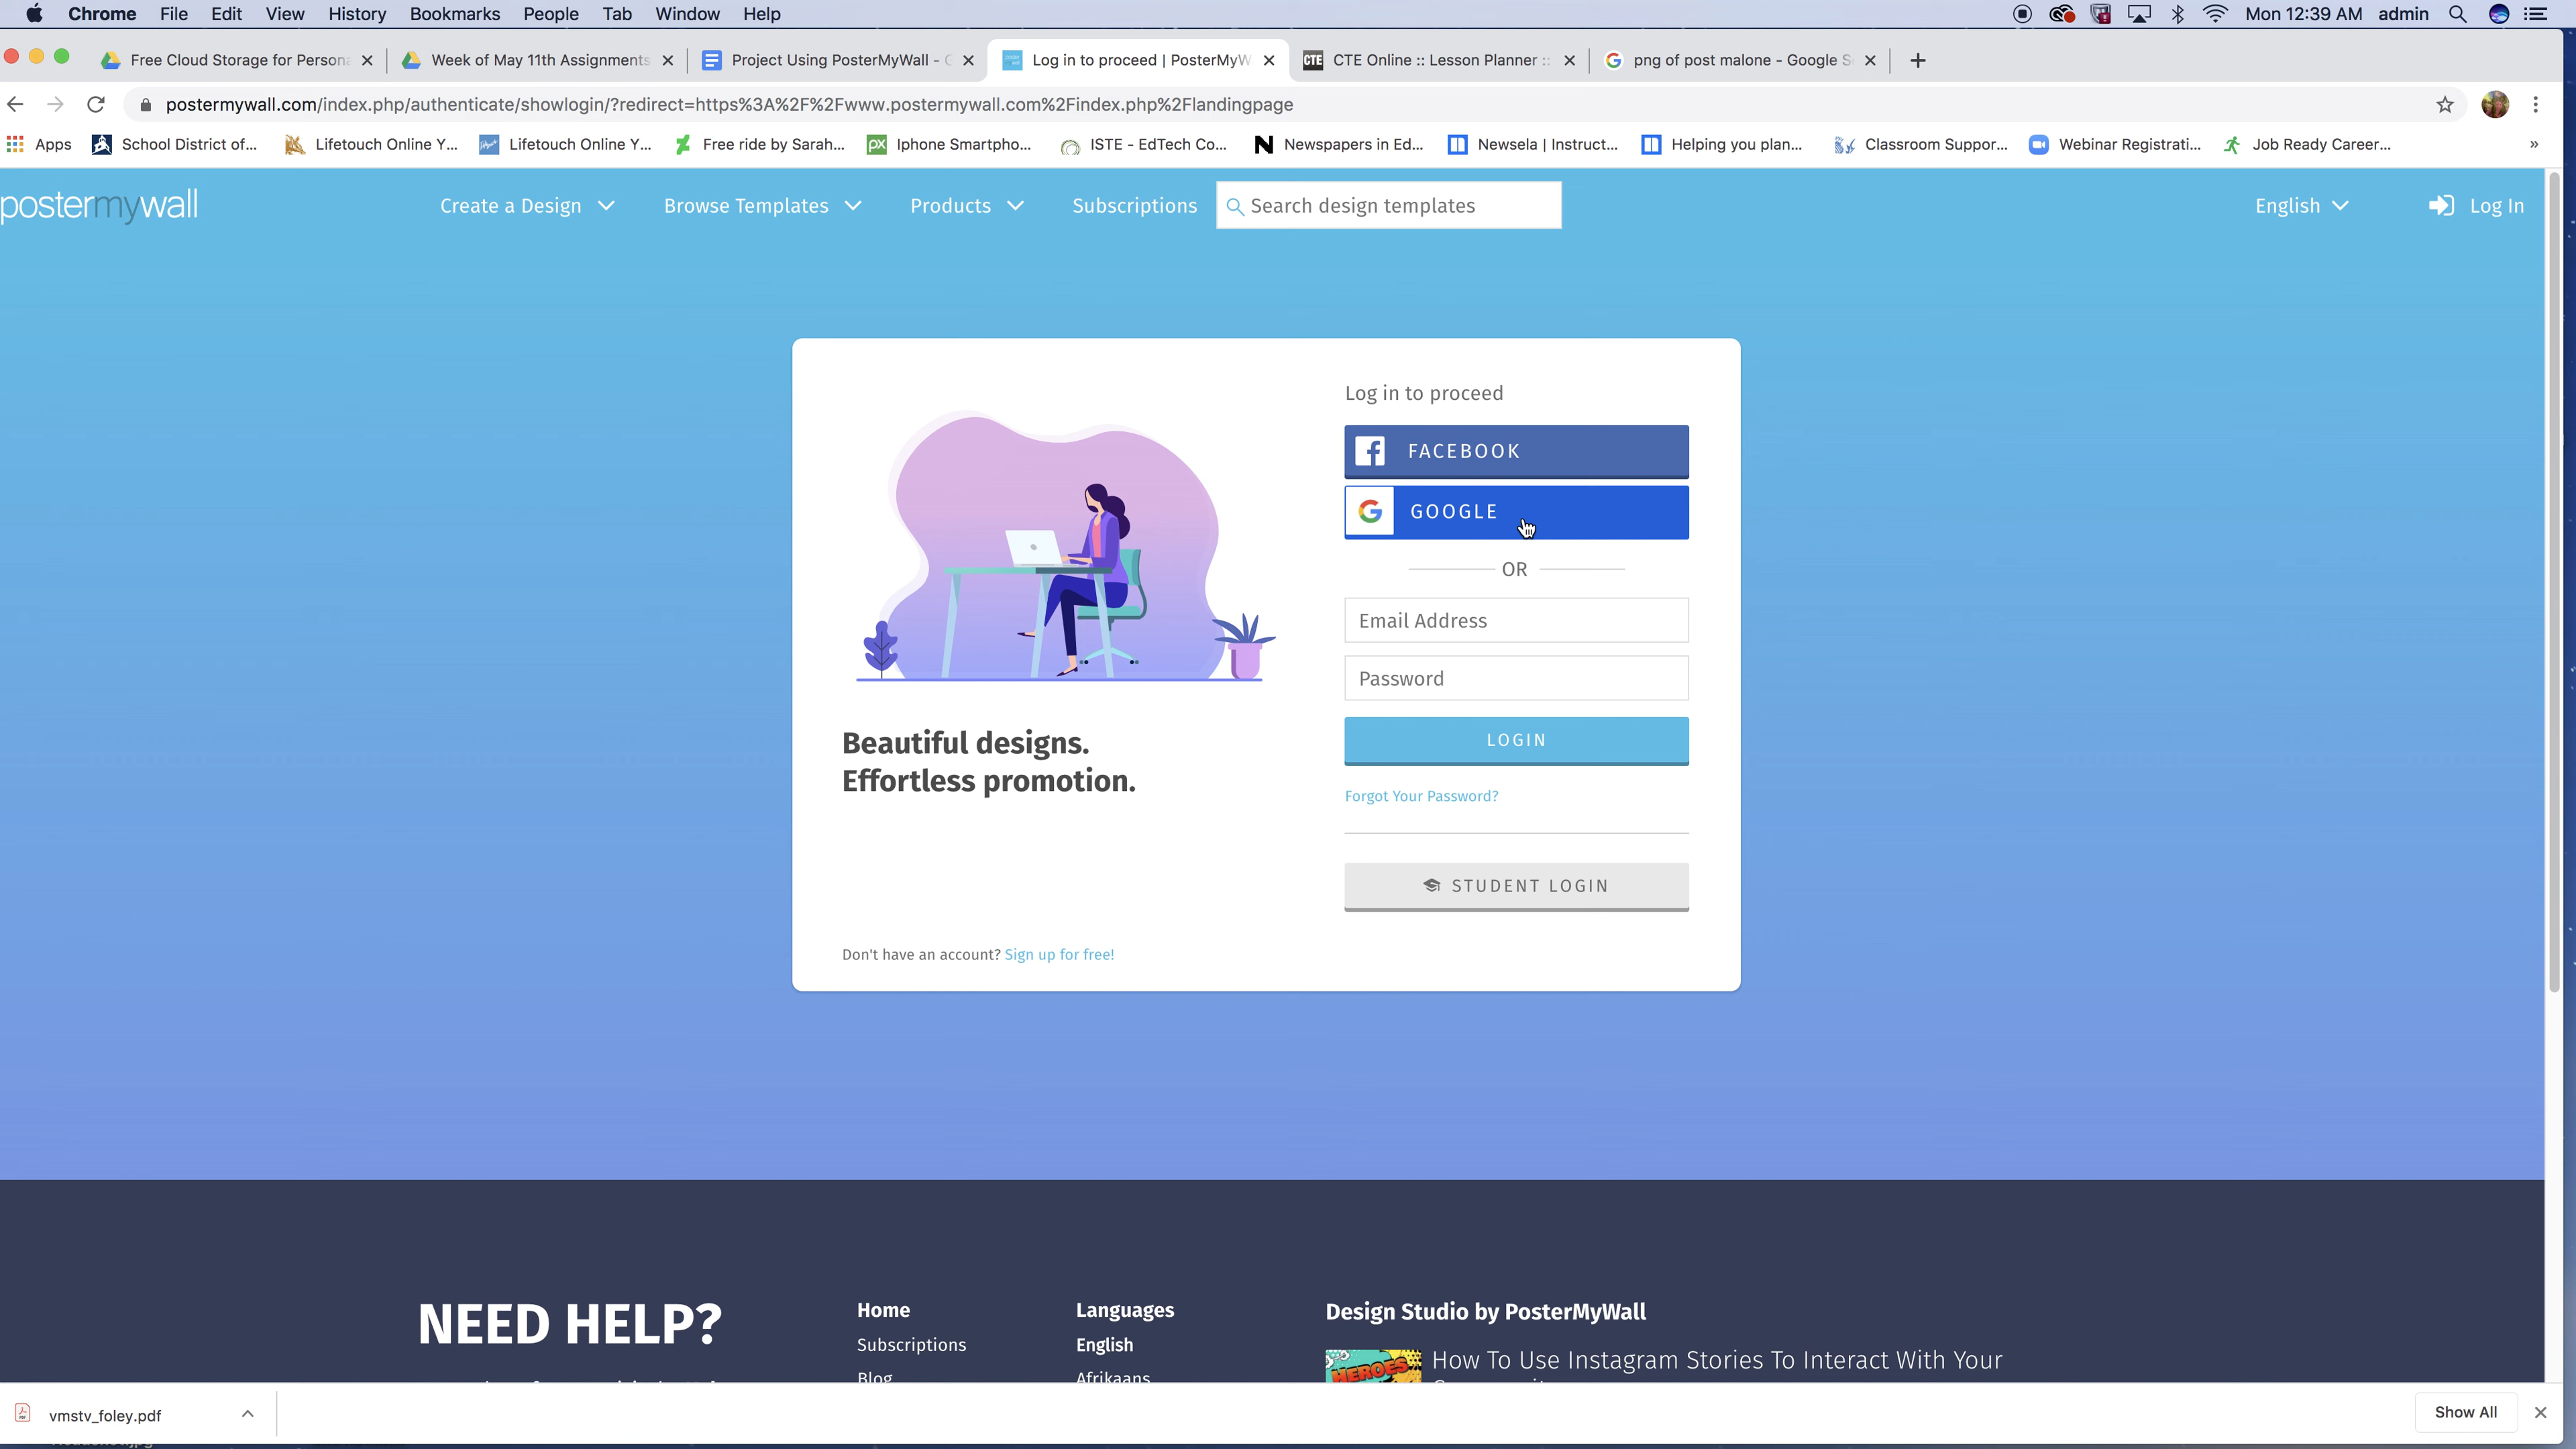 Chrome File Edit View History Bookmarks People Tab Window Help Mon 12:39 AM admin
Free Cloud Storage for Persona Week of May 11th Assignments Project Using PosterMyWall - G Log in to proceed | PosterMyW CTE Online :: Lesson Planner :: png of post malone - Google S
postermywall.com/index.php/authenticate/showlogin/?redirect=https%3A%2F%2Fwww.postermywall.com%2Findex.php%2Flandingpage
Apps School District of... Lifetouch Online Y... Lifetouch Online Y... Free ride by Sarah... Iphone Smartpho... ISTE - EdTech Co... Newspapers in Ed... Newsela | Instruct... Helping you plan... Classroom Suppor... Webinar Registrati... Job Ready Career... »
postermywall Create a Design Browse Templates Products Subscriptions Search design templates English Log In
Log in to proceed
FACEBOOK
GOOGLE
OR
Email Address
Password
LOGIN
Forgot Your Password?
STUDENT LOGIN
Beautiful designs.
Effortless promotion.
Don't have an account? Sign up for free!
NEED HELP?
Home
Subscriptions
Blog
Languages
English
Afrikaans
Design Studio by PosterMyWall
HEROES
How To Use Instagram Stories To Interact With Your
vmstv_foley.pdf
Show All